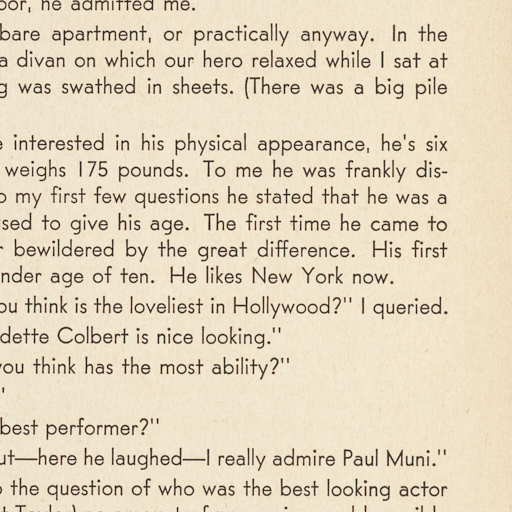 oor, he admitted me.
bare apartment, or practically anyway. In the
a divan on which our hero relaxed while I sat at
g was swathed in sheets. (There was a big pile
e interested in his physical appearance, he's six
weighs 175 pounds. To me he was frankly dis-
o my first few questions he stated that he was a
used to give his age. The first time he came to
r bewildered by the great difference. His first
nder age of ten. He likes New York now.
ou think is the loveliest in Hollywood?" I queried.
dette Colbert is nice looking."
you think has the most ability?"
"
best performer?"
ut—here he laughed—I really admire Paul Muni."
o the question of who was the best looking actor